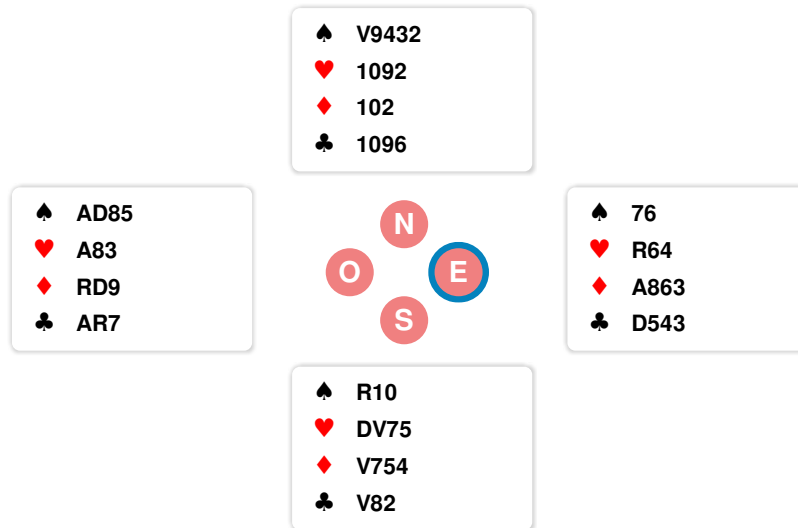 ♠ V9432
♥ 1092
♦ 102
♣ 1096
♠ AD85
♥ A83
♦ RD9
♣ AR7
N
O
E
S
♠ 76
♥ R64
♦ A863
♣ D543
♠ R10
♥ DV75
♦ V754
♣ V82